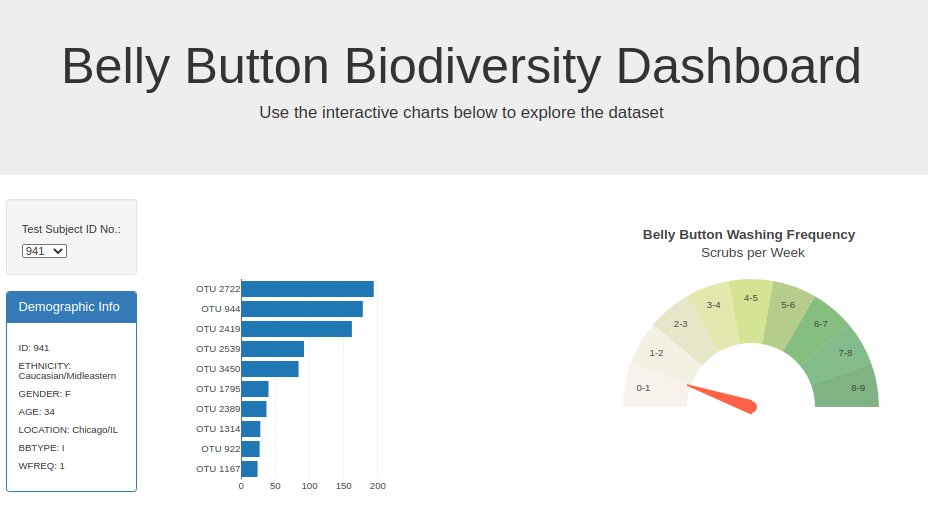 Belly Button Biodiversity Dashboard
Use the interactive charts below to explore the dataset
Test Subject ID No.:
941
Demographic Info
ID: 941
ETHNICITY:
Caucasian/Midleastern
GENDER: F
AGE: 34
LOCATION: Chicago/IL
BBTYPE: I
WFREQ: 1
OTU 2722
OTU 944
OTU 2419
OTU 2539
OTU 3450
OTU 1795
OTU 2389
OTU 1314
OTU 922
OTU 1167
0 50 100 150 200
Belly Button Washing Frequency
Scrubs per Week
0-1
1-2
2-3
3-4
4-5
5-6
6-7
7-8
8-9